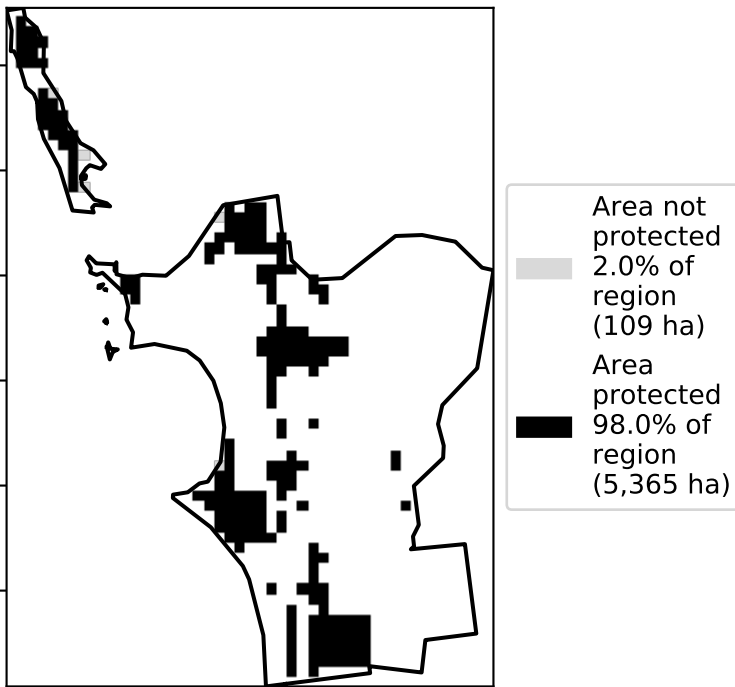 Area not
protected
2.0% of
region
(109 ha)
Area
protected
98.0% of
region
(5,365 ha)